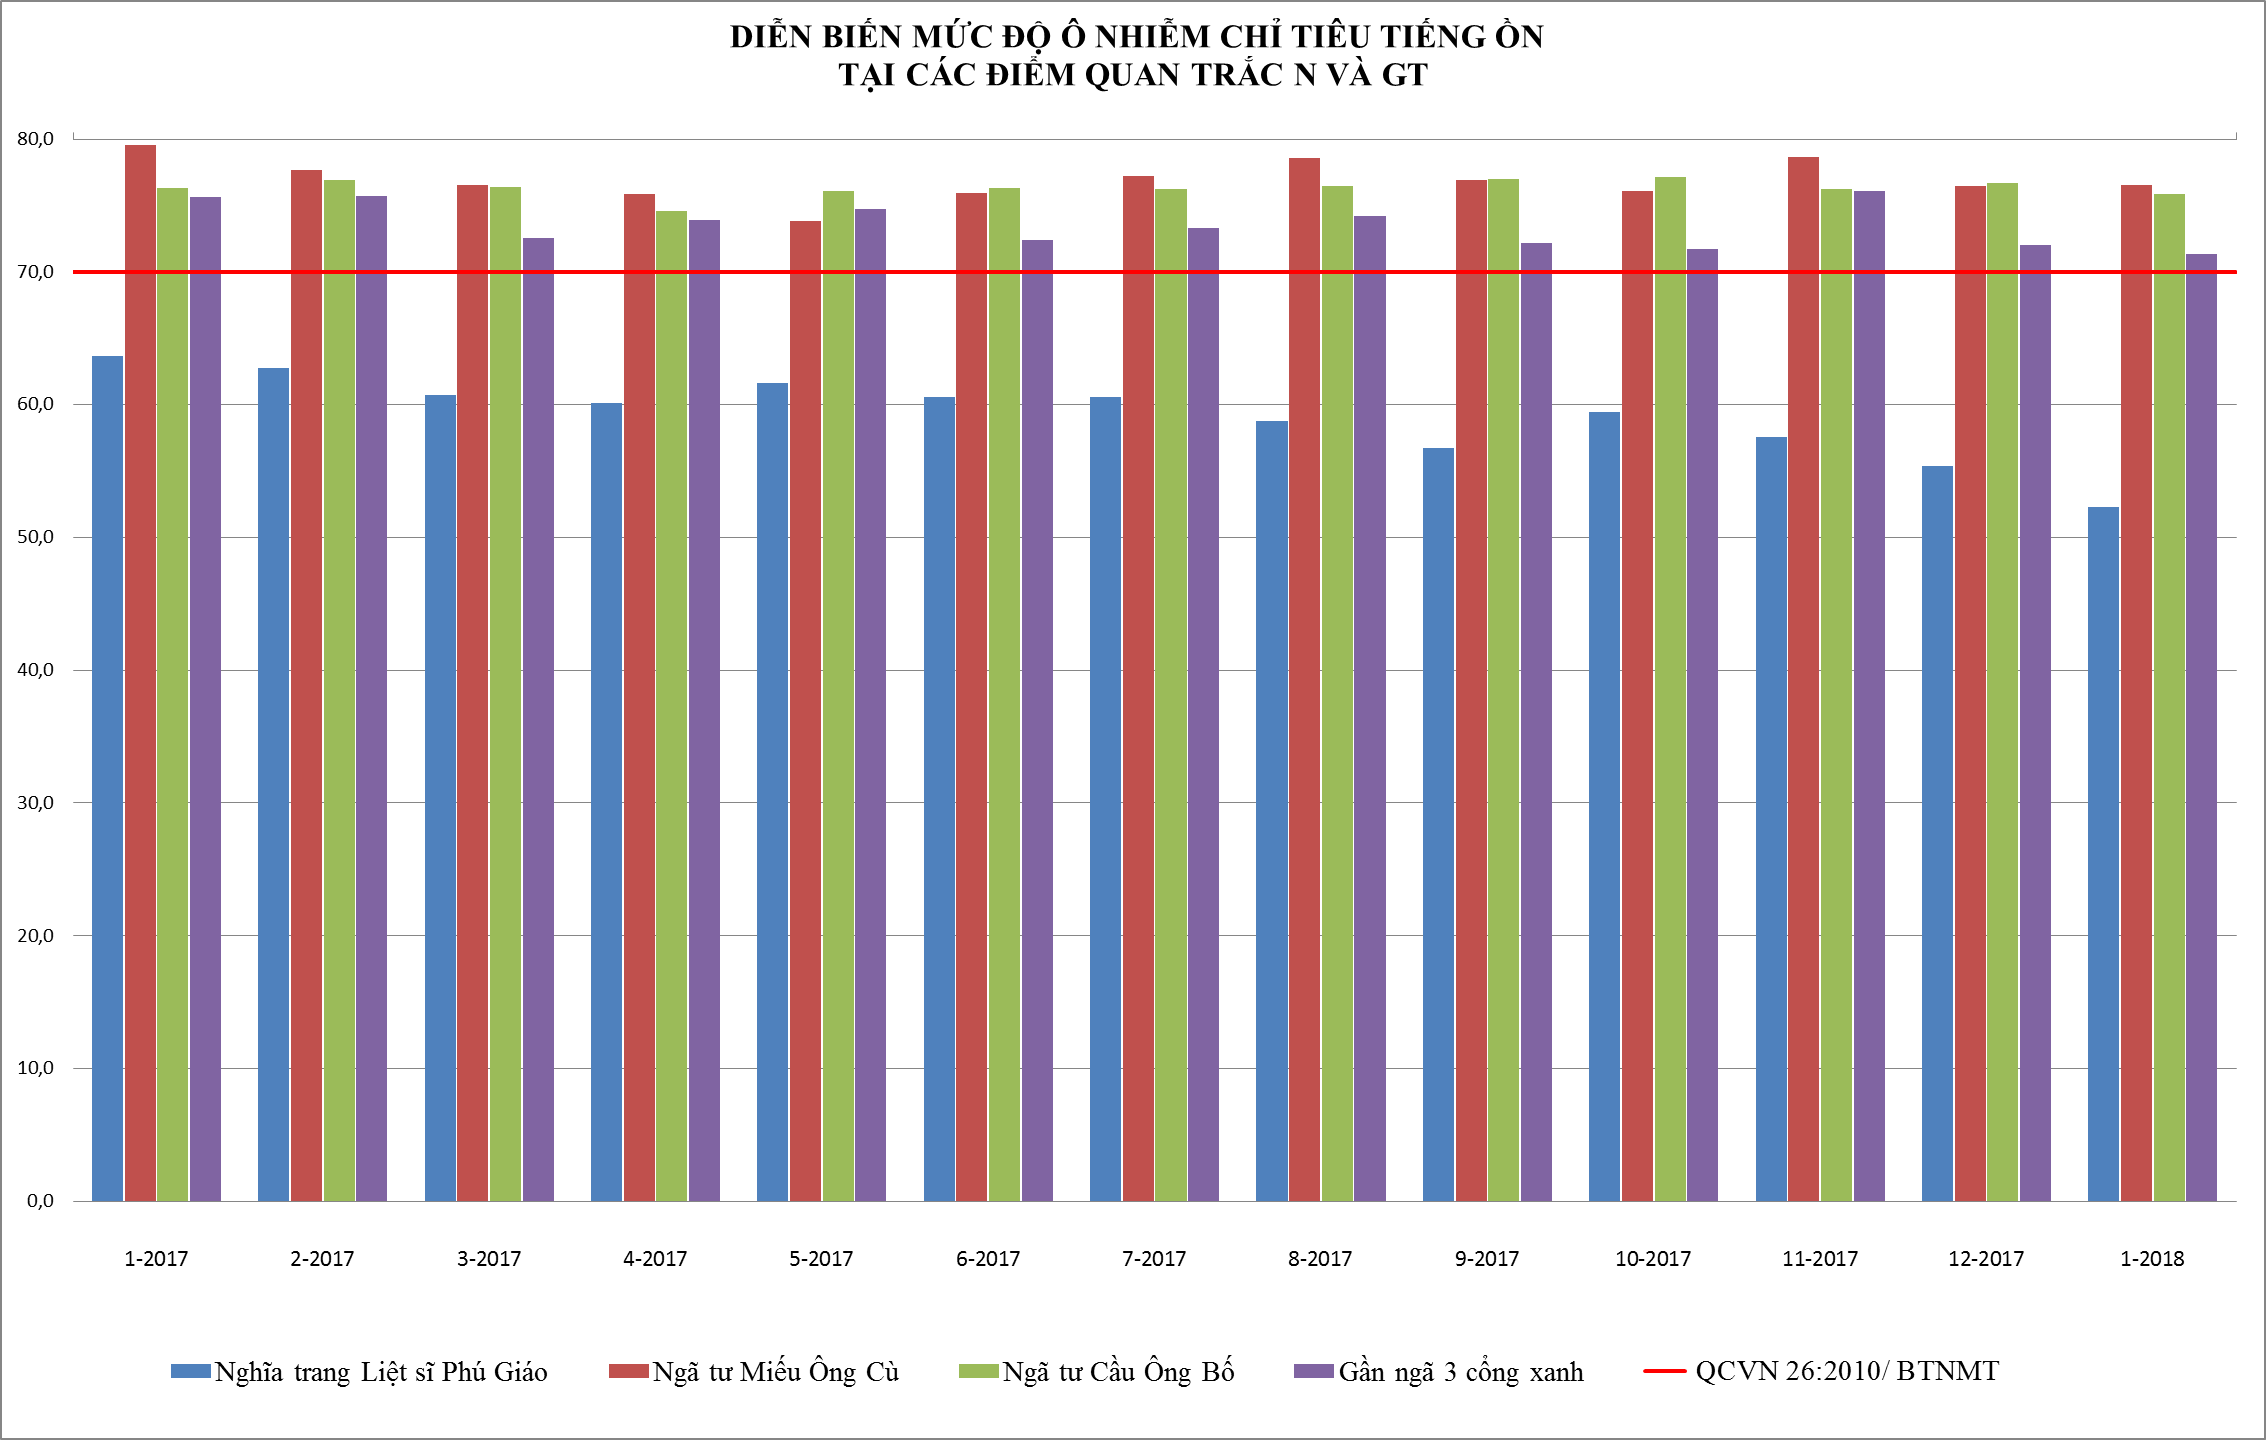 DIỄN BIẾN MỨC ĐỘ Ô NHIỄM CHỈ TIÊU TIẾNG ỒN
TẠI CÁC ĐIỂM QUAN TRẮC N VÀ GT
80,0
70,0
60,0
50,0
40,0
30,0
20,0
10,0
0,0
1-2017 2-2017 3-2017 4-2017 5-2017 6-2017 7-2017 8-2017 9-2017 10-2017 11-2017 12-2017 1-2018
Nghĩa trang Liệt sĩ Phú Giáo Ngã tư Miếu Ông Cù Ngã tư Cầu Ông Bố Gần ngã 3 cổng xanh QCVN 26:2010/ BTNMT